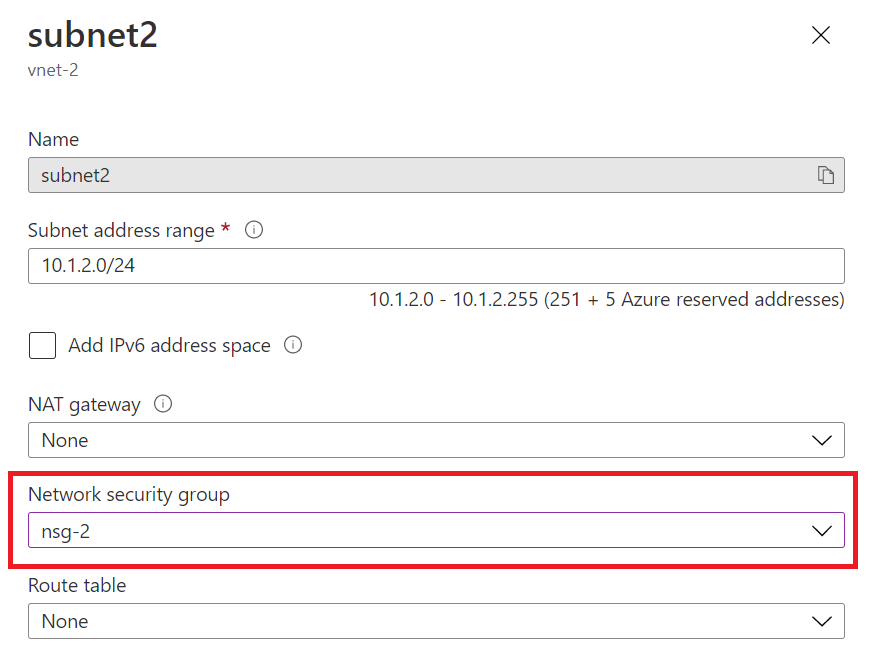 subnet2
vnet-2
Name
subnet2
Subnet address range *
10.1.2.0/24
10.1.2.0 - 10.1.2.255 (251 + 5 Azure reserved addresses)
Add IPv6 address space
NAT gateway
None
Network security group
nsg-2
Route table
None